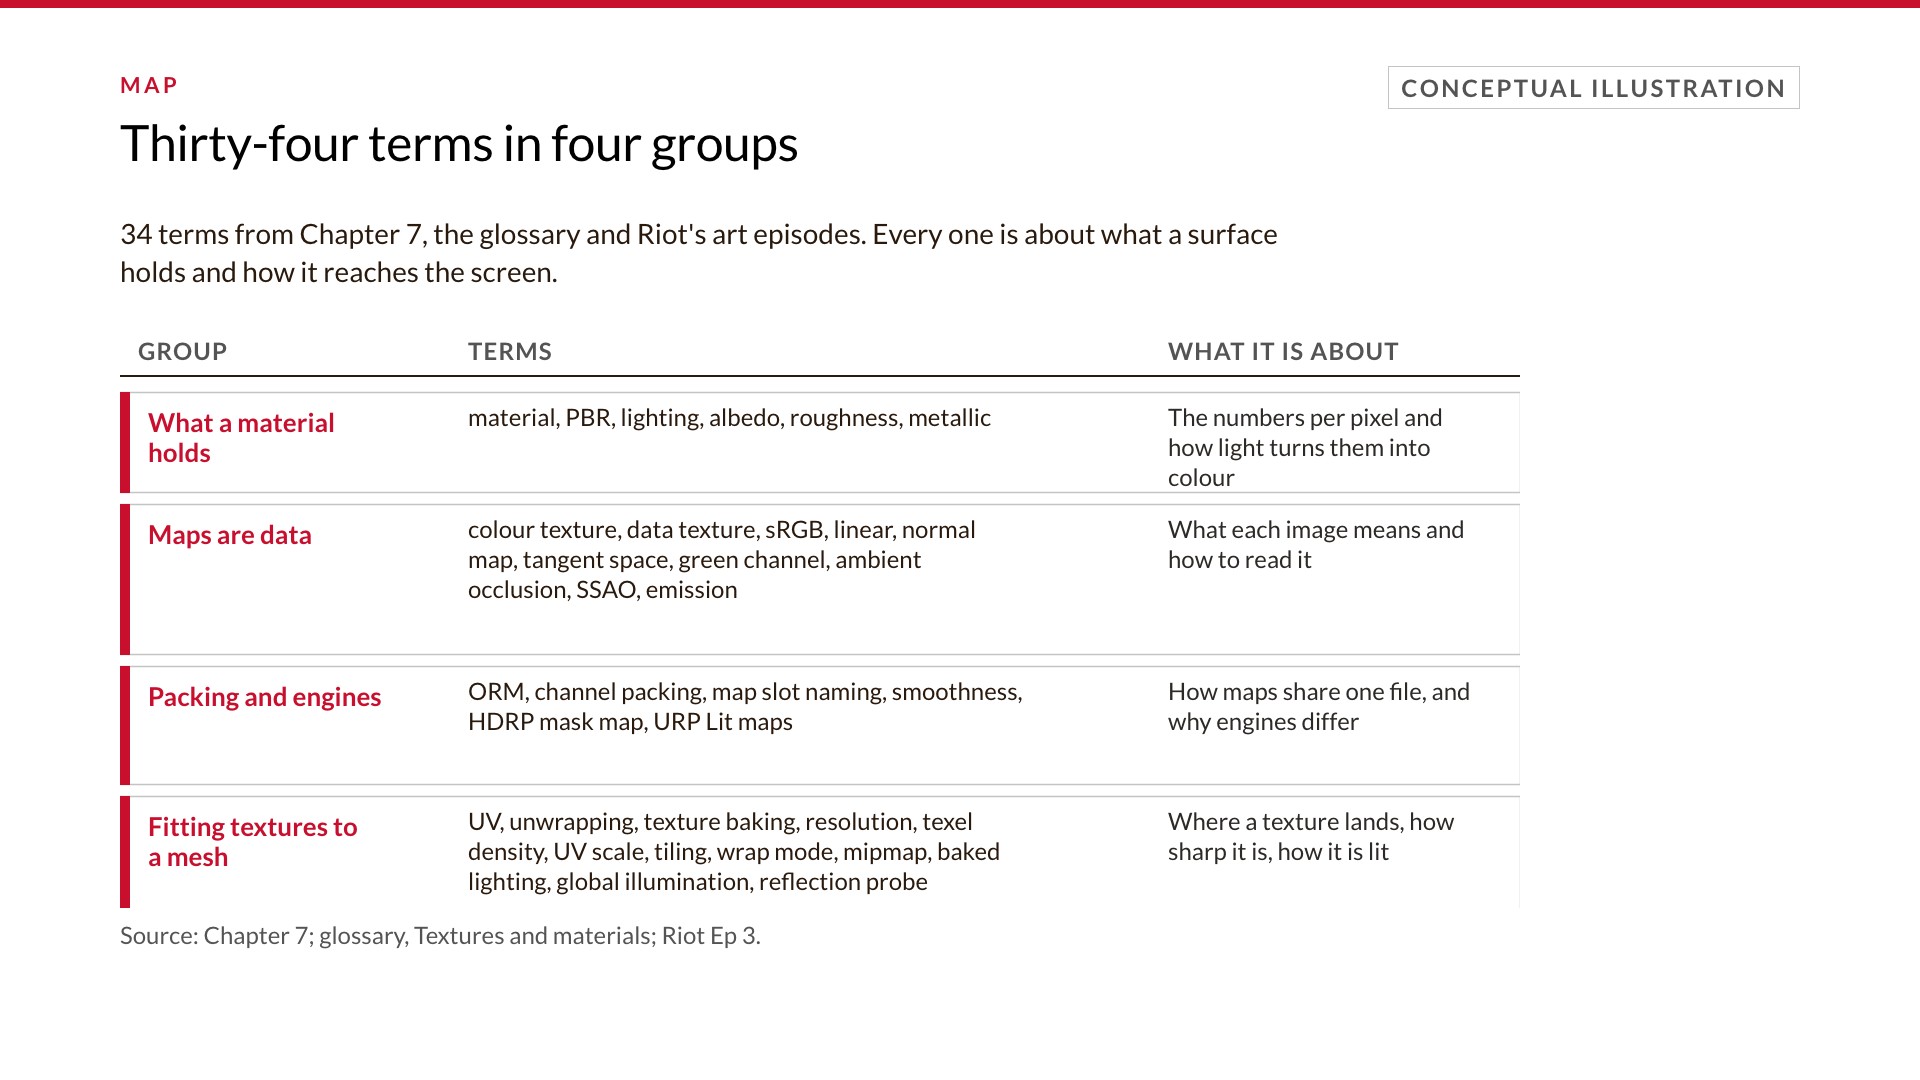 MAP
CONCEPTUAL ILLUSTRATION
Thirty-four terms in four groups
34 terms from Chapter 7, the glossary and Riot's art episodes. Every one is about what a surface
holds and how it reaches the screen.
GROUP
TERMS
WHAT IT IS ABOUT
What a material
holds
material, PBR, lighting, albedo, roughness, metallic
The numbers per pixel and
how light turns them into
colour
Maps are data
colour texture, data texture, sRGB, linear, normal
map, tangent space, green channel, ambient
occlusion, SSAO, emission
What each image means and
how to read it
Packing and engines
ORM, channel packing, map slot naming, smoothness,
HDRP mask map, URP Lit maps
How maps share one file, and
why engines differ
Fitting textures to
a mesh
UV, unwrapping, texture baking, resolution, texel
density, UV scale, tiling, wrap mode, mipmap, baked
lighting, global illumination, reflection probe
Where a texture lands, how
sharp it is, how it is lit
Source: Chapter 7; glossary, Textures and materials; Riot Ep 3.